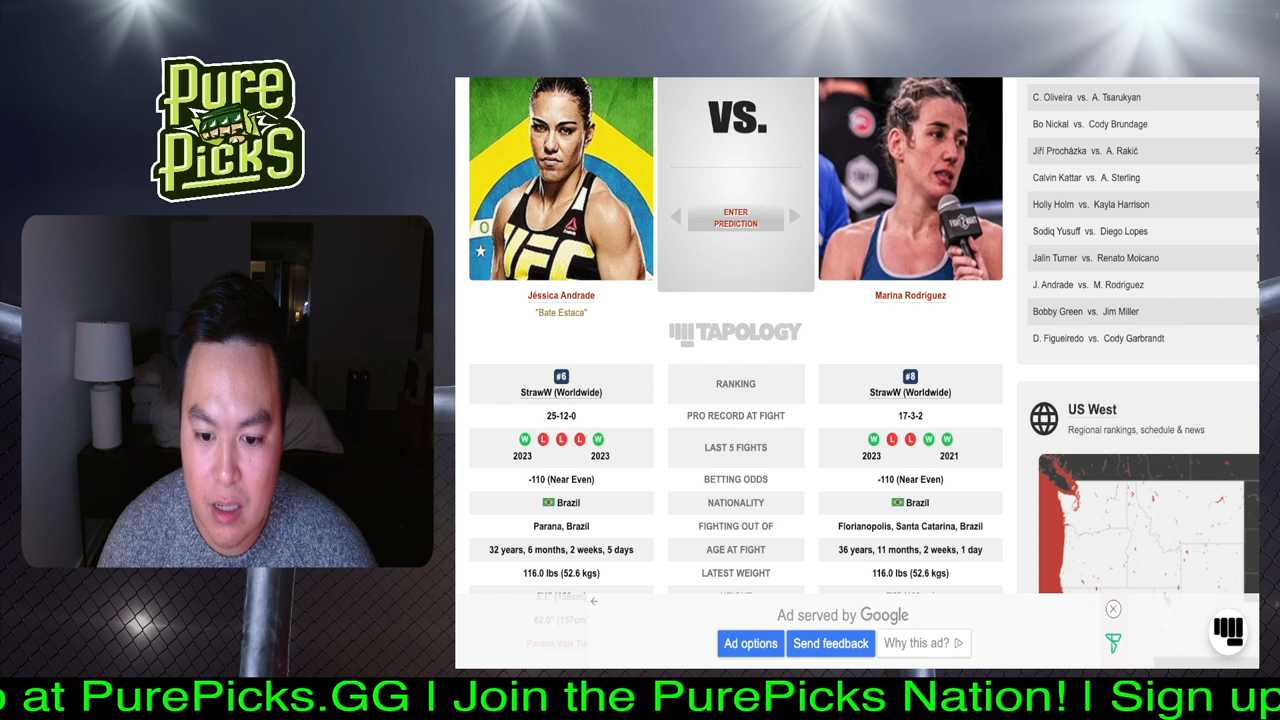 Pure
Picks
VS.
ENTER
PREDICTION
UFC
Jéssica Andrade
"Bate Estaca"
Marina Rodriguez
TAPOLOGY
#6
StrawW (Worldwide)
RANKING
#8
StrawW (Worldwide)
25-12-0
PRO RECORD AT FIGHT
17-3-2
W L L L W
2023 2023
LAST 5 FIGHTS
W L L W W
2023 2021
-110 (Near Even)
BETTING ODDS
-110 (Near Even)
Brazil
NATIONALITY
Brazil
Parana, Brazil
FIGHTING OUT OF
Florianopolis, Santa Catarina, Brazil
32 years, 6 months, 2 weeks, 5 days
AGE AT FIGHT
36 years, 11 months, 2 weeks, 1 day
116.0 lbs (52.6 kgs)
LATEST WEIGHT
116.0 lbs (52.6 kgs)
62.0" (157cm)
C. Oliveira vs. A. Tsarukyan
Bo Nickal vs. Cody Brundage
Jiří Procházka vs. A. Rakić
Calvin Kattar vs. A. Sterling
Holly Holm vs. Kayla Harrison
Sodiq Yusuff vs. Diego Lopes
Jalin Turner vs. Renato Moicano
J. Andrade vs. M. Rodriguez
Bobby Green vs. Jim Miller
D. Figueiredo vs. Cody Garbrandt
US West
Regional rankings, schedule & news
Ad served by Google
Ad options
Send feedback
Why this ad?
at PurePicks.GG I Join the PurePicks Nation! I Sign up